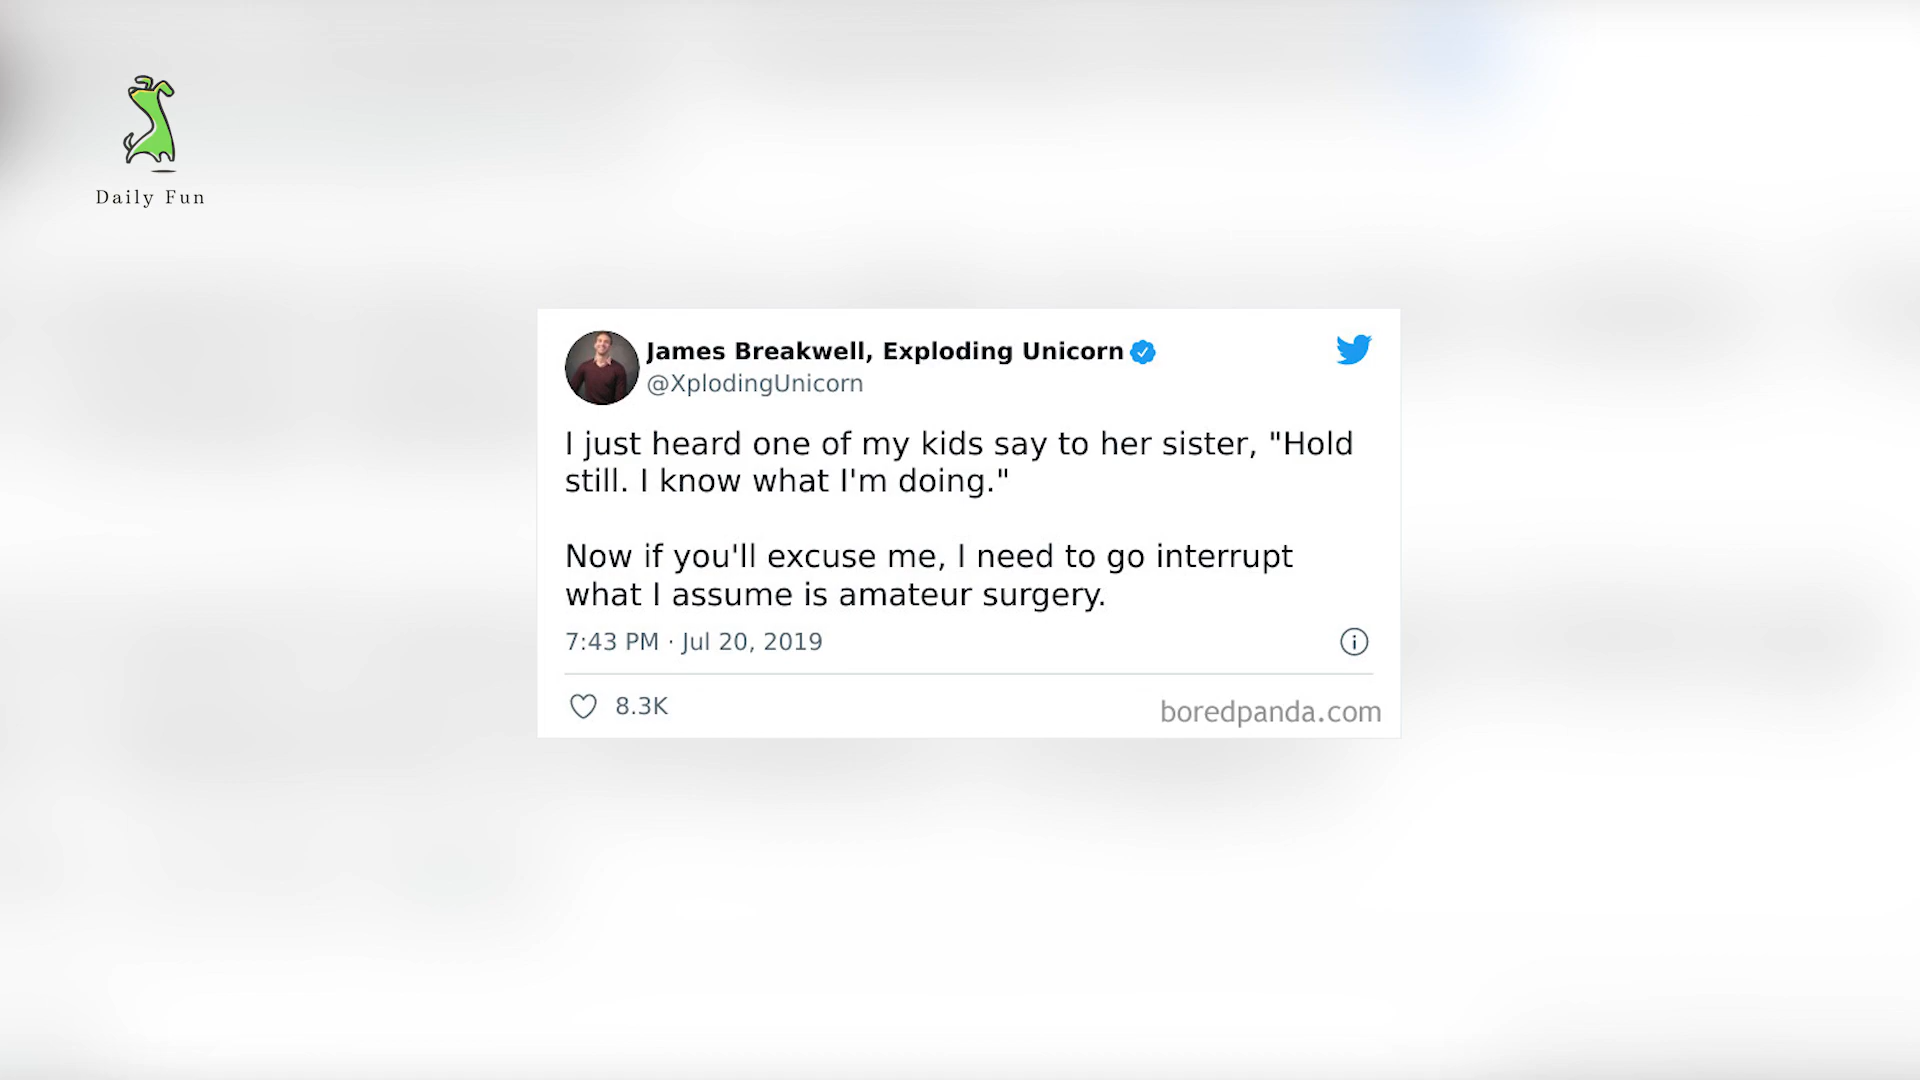 Daily Fun
James Breakwell, Exploding Unicorn
@XplodingUnicorn
I just heard one of my kids say to her sister, "Hold
still. I know what I'm doing."
Now if you'll excuse me, I need to go interrupt
what I assume is amateur surgery.
7:43 PM · Jul 20, 2019
8.3K
boredpanda.com